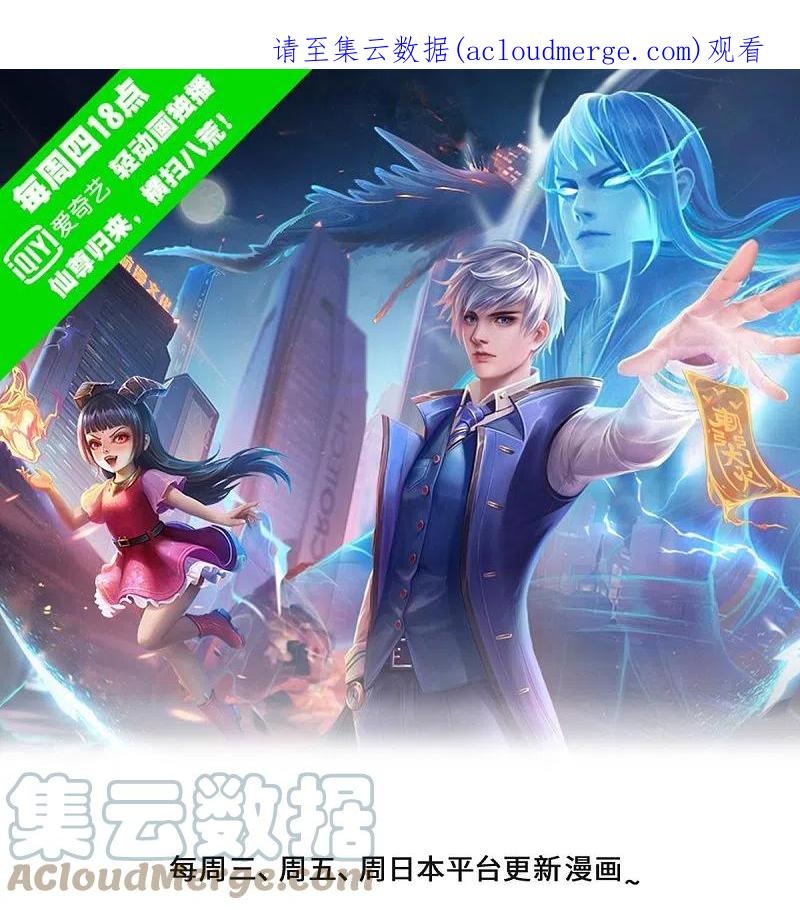 请至集云数据(acloudmerge.com)观看
每周四18点
iQIYI 爱奇艺 轻动画独播
仙尊归来，横扫八荒！
CROTECH
集云数据
每周三、周五、周日本平台更新漫画~
ACloudMerge.com